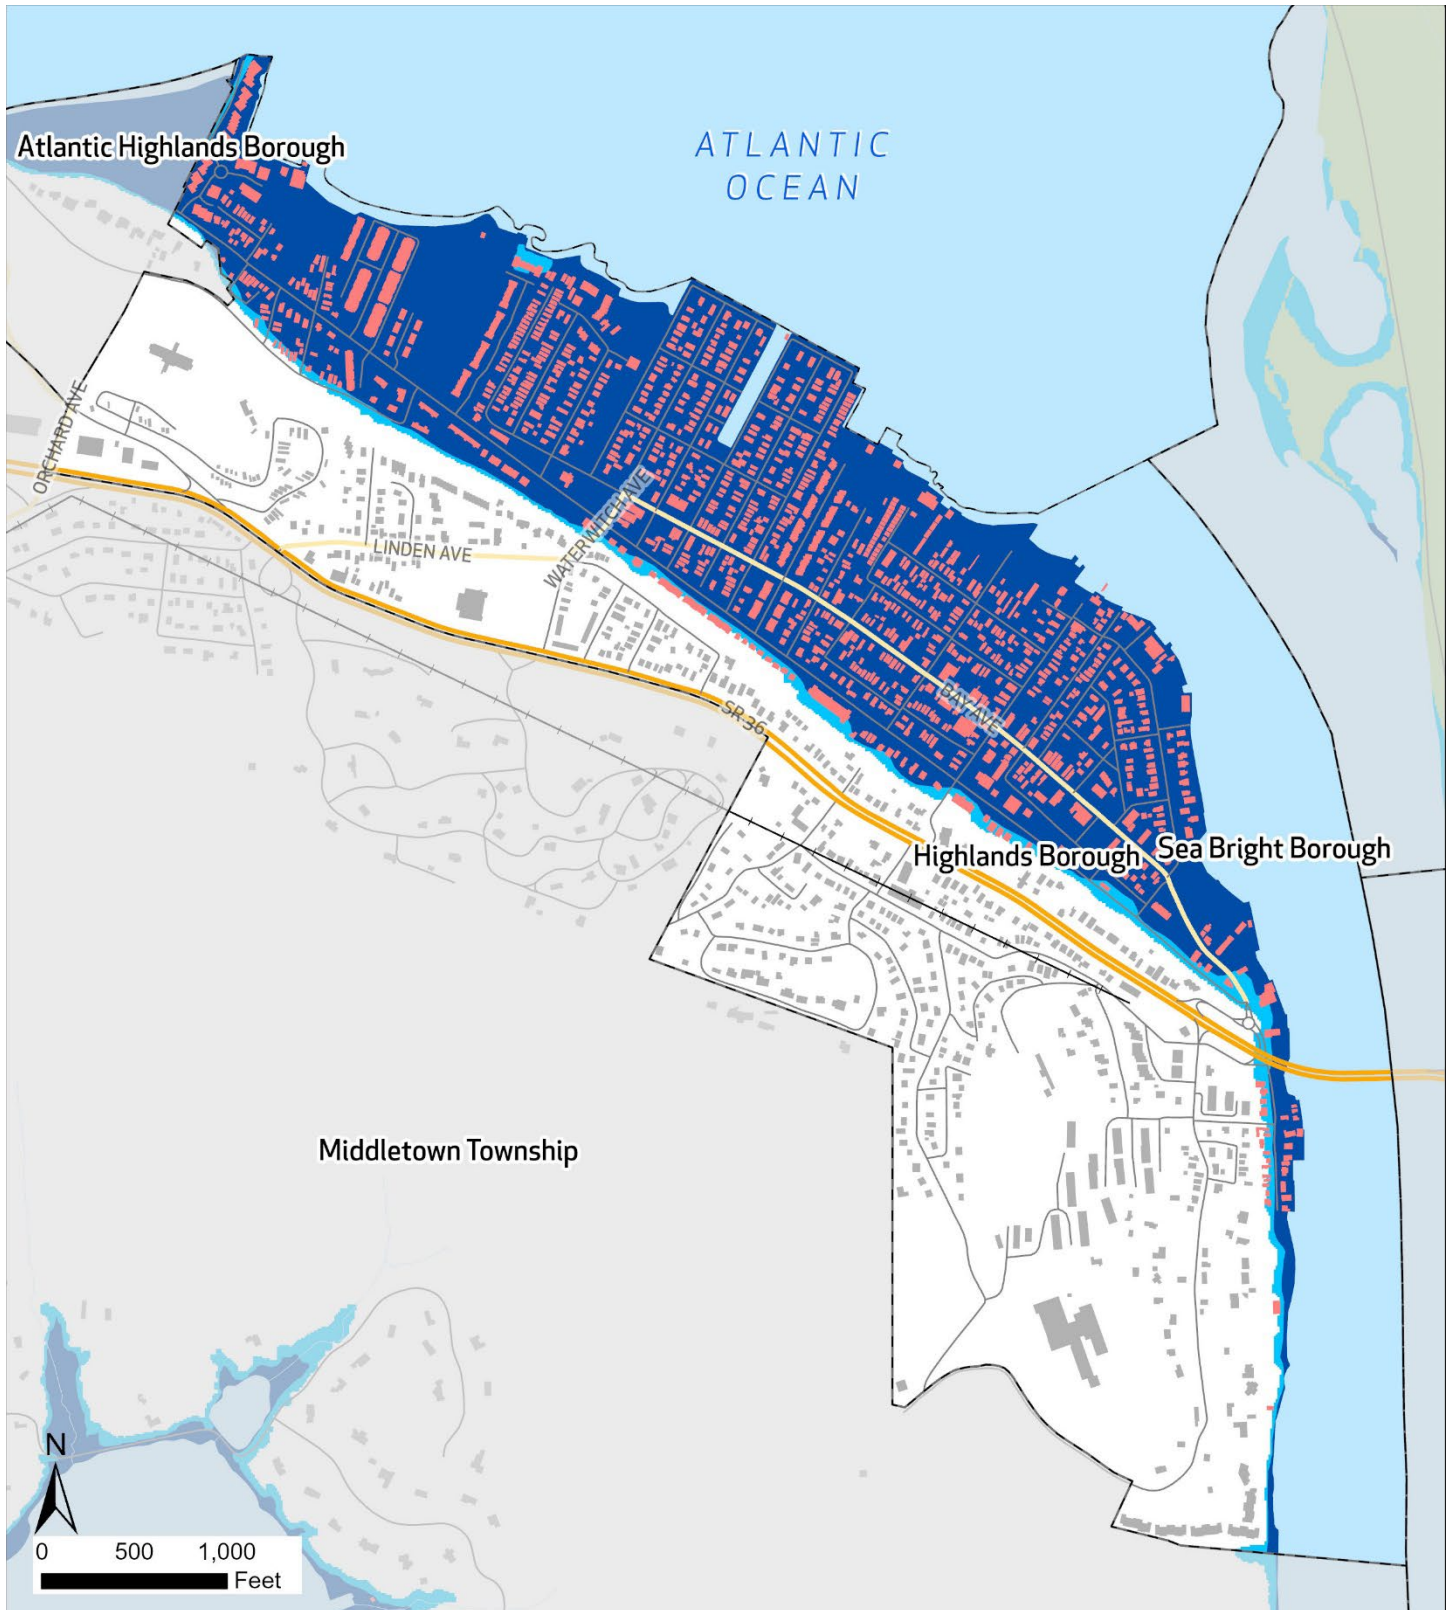 ATLANTIC
OCEAN
Atlantic Highlands Borough
ORCHARD AVE
LINDEN AVE
WATERWITCH AVE
BAY AVE
SR 36
Highlands Borough
Sea Bright Borough
Middletown Township
N
0 500 1,000
Feet